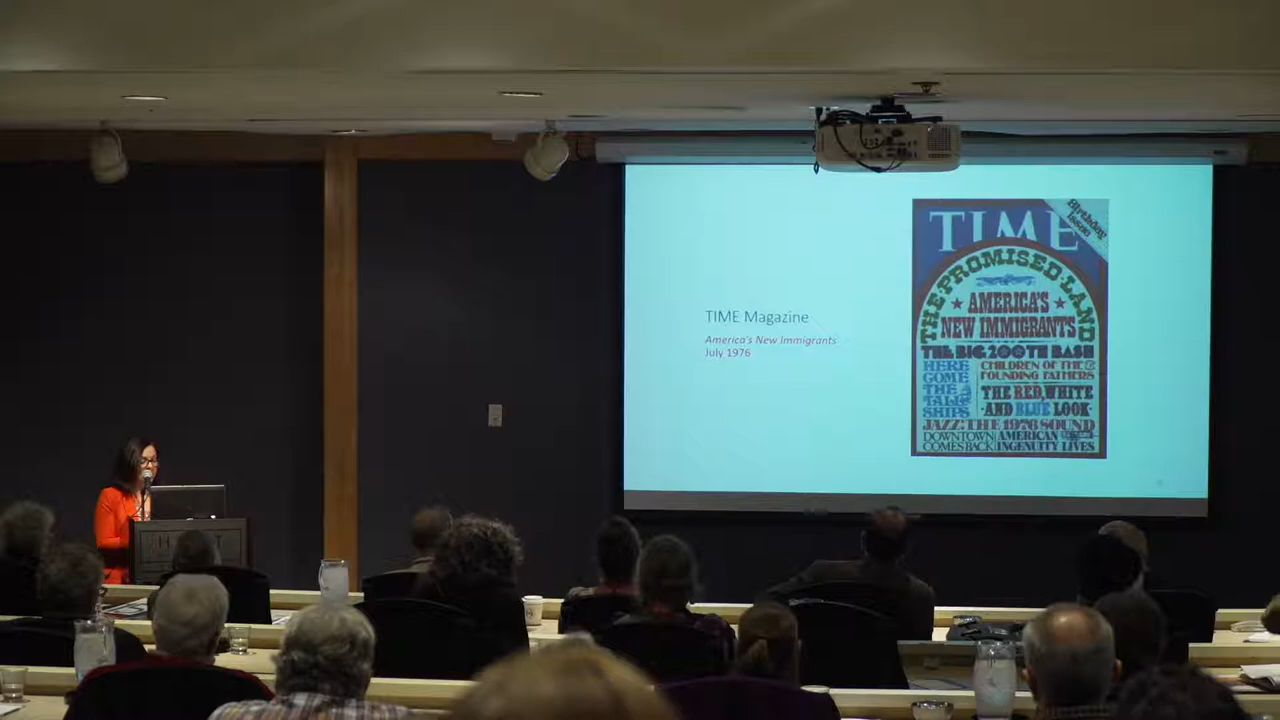 TIME Magazine
America's New Immigrants
July 1976
TIME
Birthday
Issue
THE PROMISED LAND
AMERICA'S
NEW IMMIGRANTS
THE BIG 200TH BASH
HERE
COME
THE
TALL
SHIPS
CHILDREN OF THE
FOUNDING FATHERS
THE RED, WHITE
AND BLUE LOOK
JAZZ: THE 1976 SOUND
DOWNTOWN
COMES BACK
AMERICAN
INGENUITY LIVES